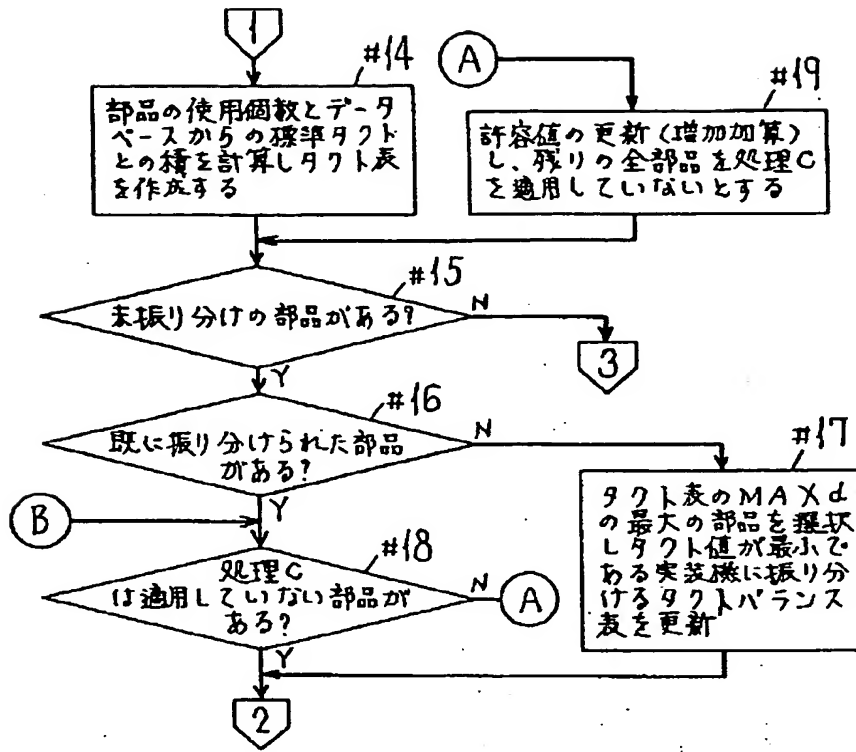 1
#14
部品の使用個数とデータ
ベースからの標準タクト
との積を計算しタクト表
を作成する
A
#19
許容値の更新(増加加算)
し、残りの全部品を処理C
を適用していないとする
#15
未振り分けの部品がある?
N
3
Y
#16
既に振り分けられた部品
がある?
N
#17
タクト表のMAXd
の最大の部品を選択
しタクト値が最小で
ある実装機に振り分
けるタクトバランス
表を更新
B
Y
#18
処理C
は適用していない部品が
ある?
N
A
Y
2